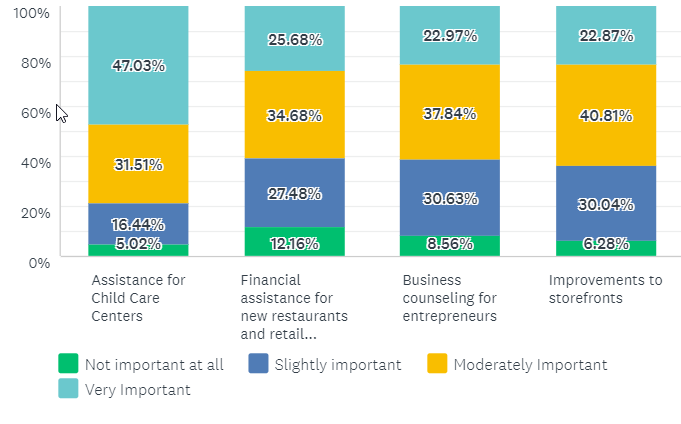 100%
80%
60%
40%
20%
0%
47.03%
31.51%
16.44%
5.02%
25.68%
34.68%
27.48%
12.16%
22.97%
37.84%
30.63%
8.56%
22.87%
40.81%
30.04%
6.28%
Assistance for
Child Care
Centers
Financial
assistance for
new restaurants
and retail...
Business
counseling for
entrepreneurs
Improvements to
storefronts
Not important at all
Slightly important
Moderately Important
Very Important